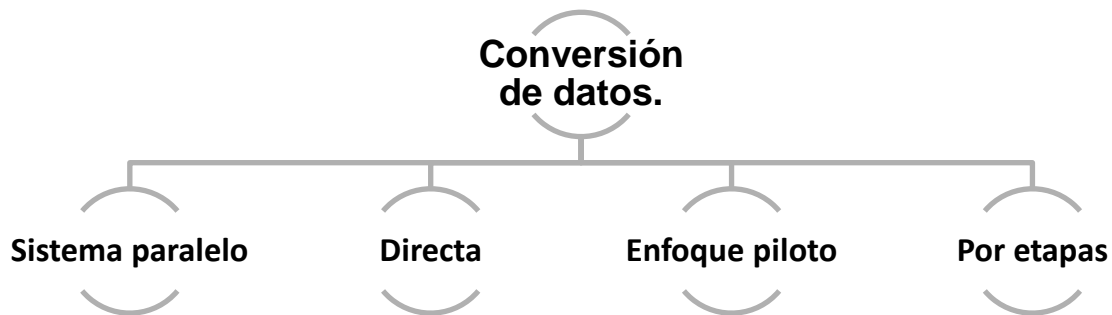 Conversión
de datos.
Sistema paralelo
Directa
Enfoque piloto
Por etapas